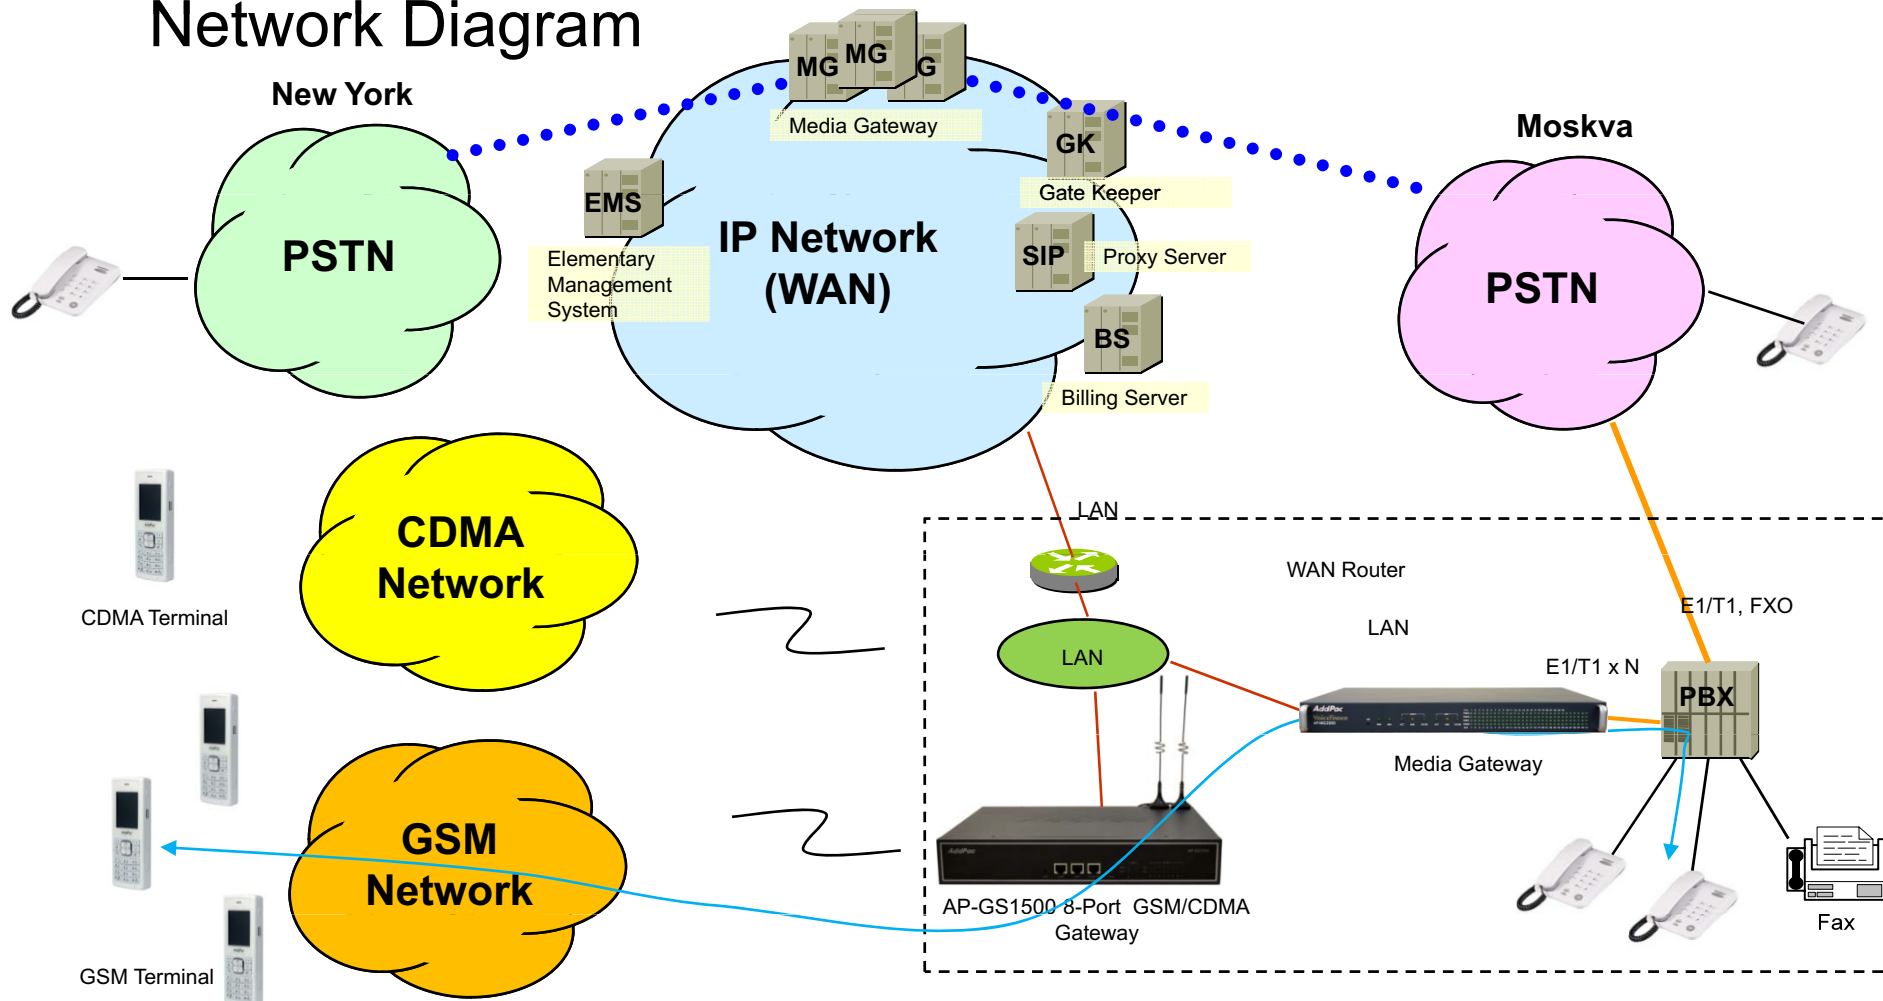 Network Diagram
New York
MG
MG
G
Media Gateway
GK
Gate Keeper
Moskva
EMS
Elementary
Management
System
PSTN
IP Network
(WAN)
SIP
Proxy Server
PSTN
BS
Billing Server
CDMA
Network
CDMA Terminal
LAN
WAN Router
E1/T1, FXO
LAN
LAN
E1/T1 x N
PBX
AddPac
Media Gateway
GSM
Network
AddPac
AP-GS1500 8-Port GSM/CDMA
Gateway
Fax
GSM Terminal